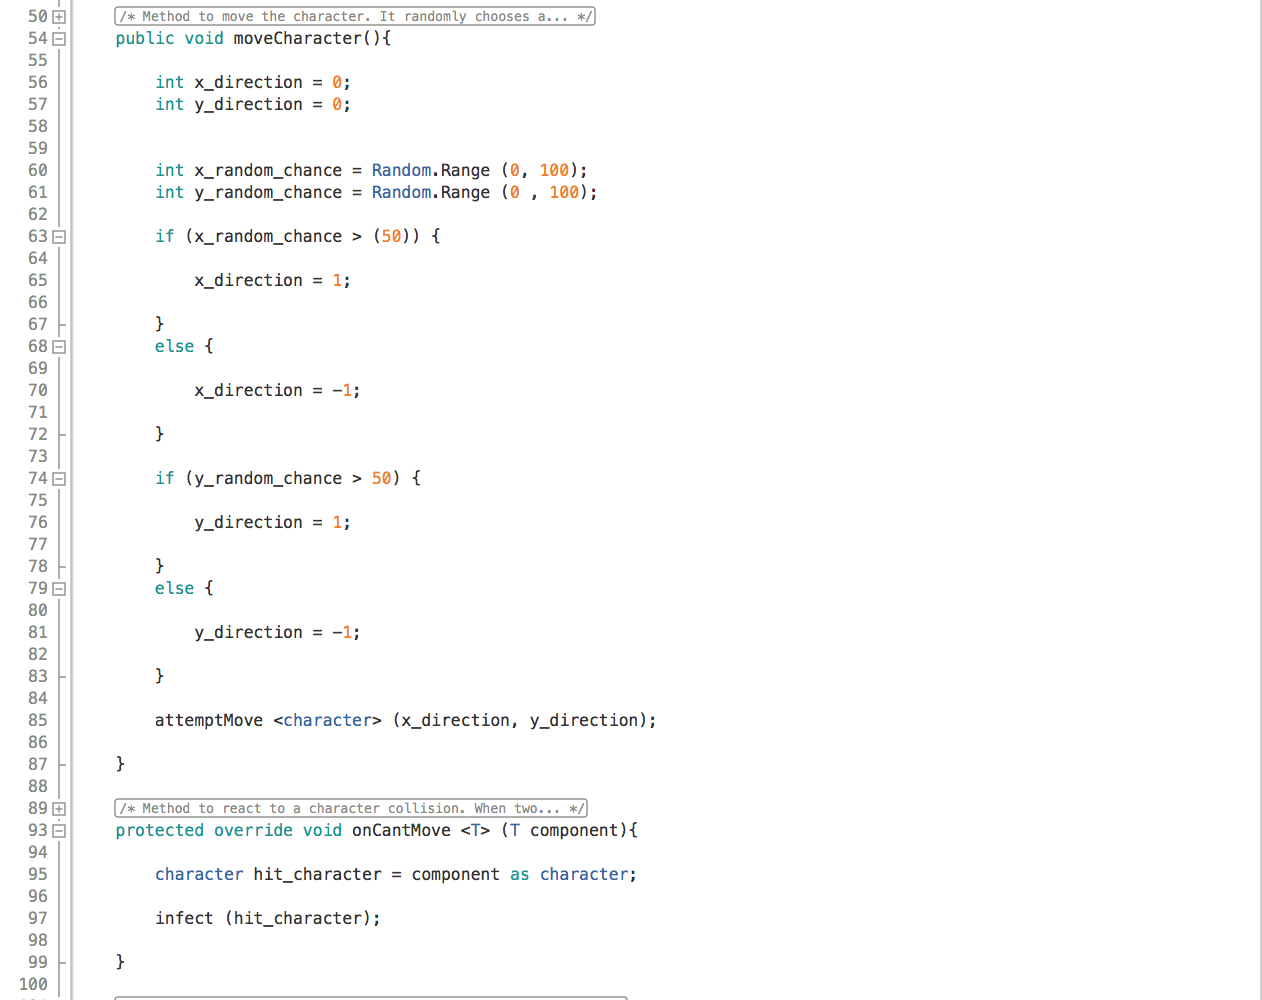 50 /* Method to move the character. It randomly chooses a... */
54 public void moveCharacter(){
55
56 int x_direction = 0;
57 int y_direction = 0;
58
59
60 int x_random_chance = Random.Range (0, 100);
61 int y_random_chance = Random.Range (0 , 100);
62
63 if (x_random_chance > (50)) {
64
65 x_direction = 1;
66
67 }
68 else {
69
70 x_direction = -1;
71
72 }
73
74 if (y_random_chance > 50) {
75
76 y_direction = 1;
77
78 }
79 else {
80
81 y_direction = -1;
82
83 }
84
85 attemptMove <character> (x_direction, y_direction);
86
87 }
88
89 /* Method to react to a character collision. When two... */
93 protected override void onCantMove <T> (T component){
94
95 character hit_character = component as character;
96
97 infect (hit_character);
98
99 }
100